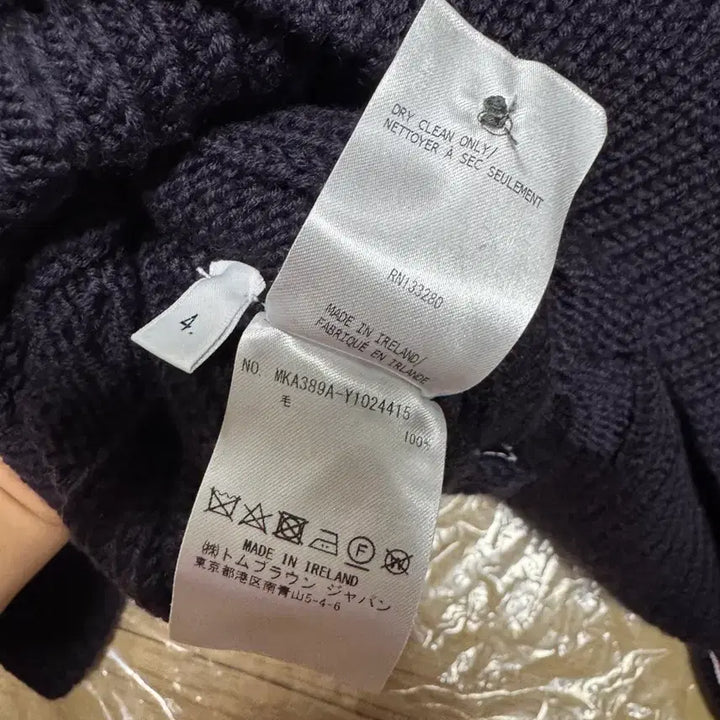 DRY CLEAN ONLY/
NETTOYER À SEC SEULEMENT
RN133280
MADE IN IRELAND/
FABRIQUÉ EN IRLANDE
4.
NO. MKA389A-Y1024415
毛 100%
F
MADE IN IRELAND
㈱トムブラウン ジャパン
東京都港区南青山5-4-6